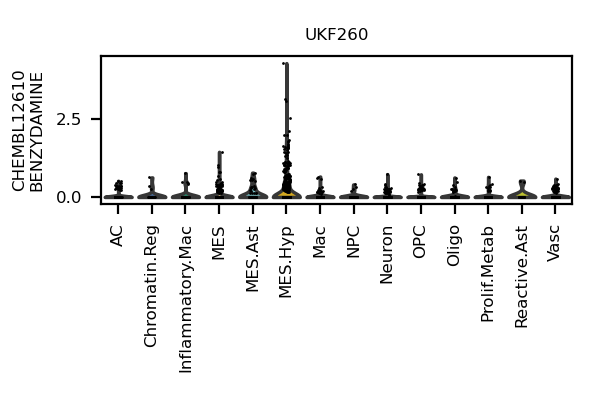 UKF260
CHEMBL12610
BENZYDAMINE
2.5
0.0
AC
Chromatin.Reg
Inflammatory.Mac
MES
MES.Ast
MES.Hyp
Mac
NPC
Neuron
OPC
Oligo
Prolif.Metab
Reactive.Ast
Vasc